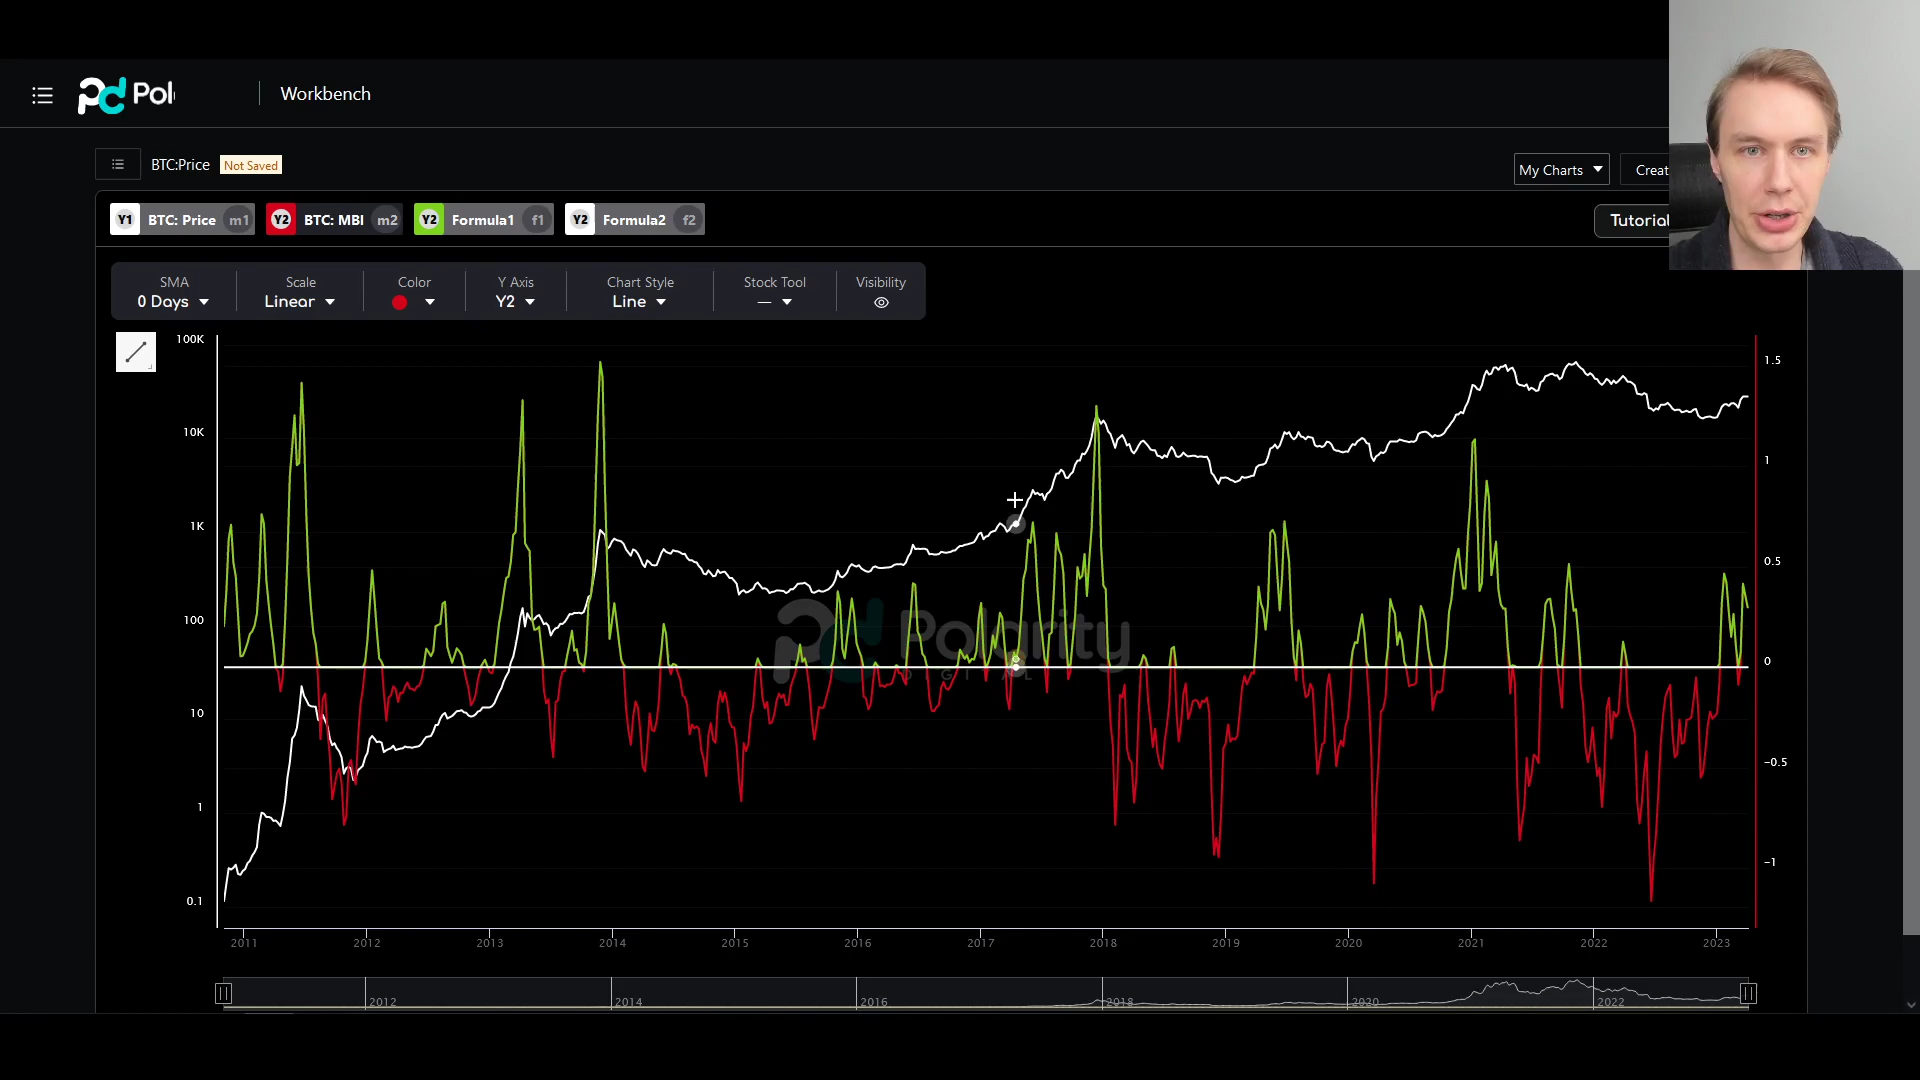 Pol
Workbench
BTC:Price Not Saved
My Charts
Creat
Y1 BTC: Price m1 Y2 BTC: MBI m2 Y2 Formula1 f1 Y2 Formula2 f2
Tutorial
SMA Scale Color Y Axis Chart Style Stock Tool Visibility
0 Days Linear Y2 Line —
100K
10K
1K
100
10
1
0.1
1.5
1
0.5
0
-0.5
-1
Polarity
DIGITAL
2011 2012 2013 2014 2015 2016 2017 2018 2019 2020 2021 2022 2023
2012 2014 2016 2018 2020 2022